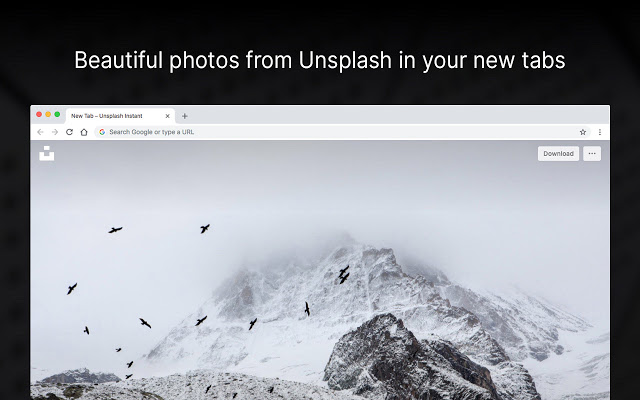 Beautiful photos from Unsplash in your new tabs
New Tab – Unsplash Instant
Search Google or type a URL
Download